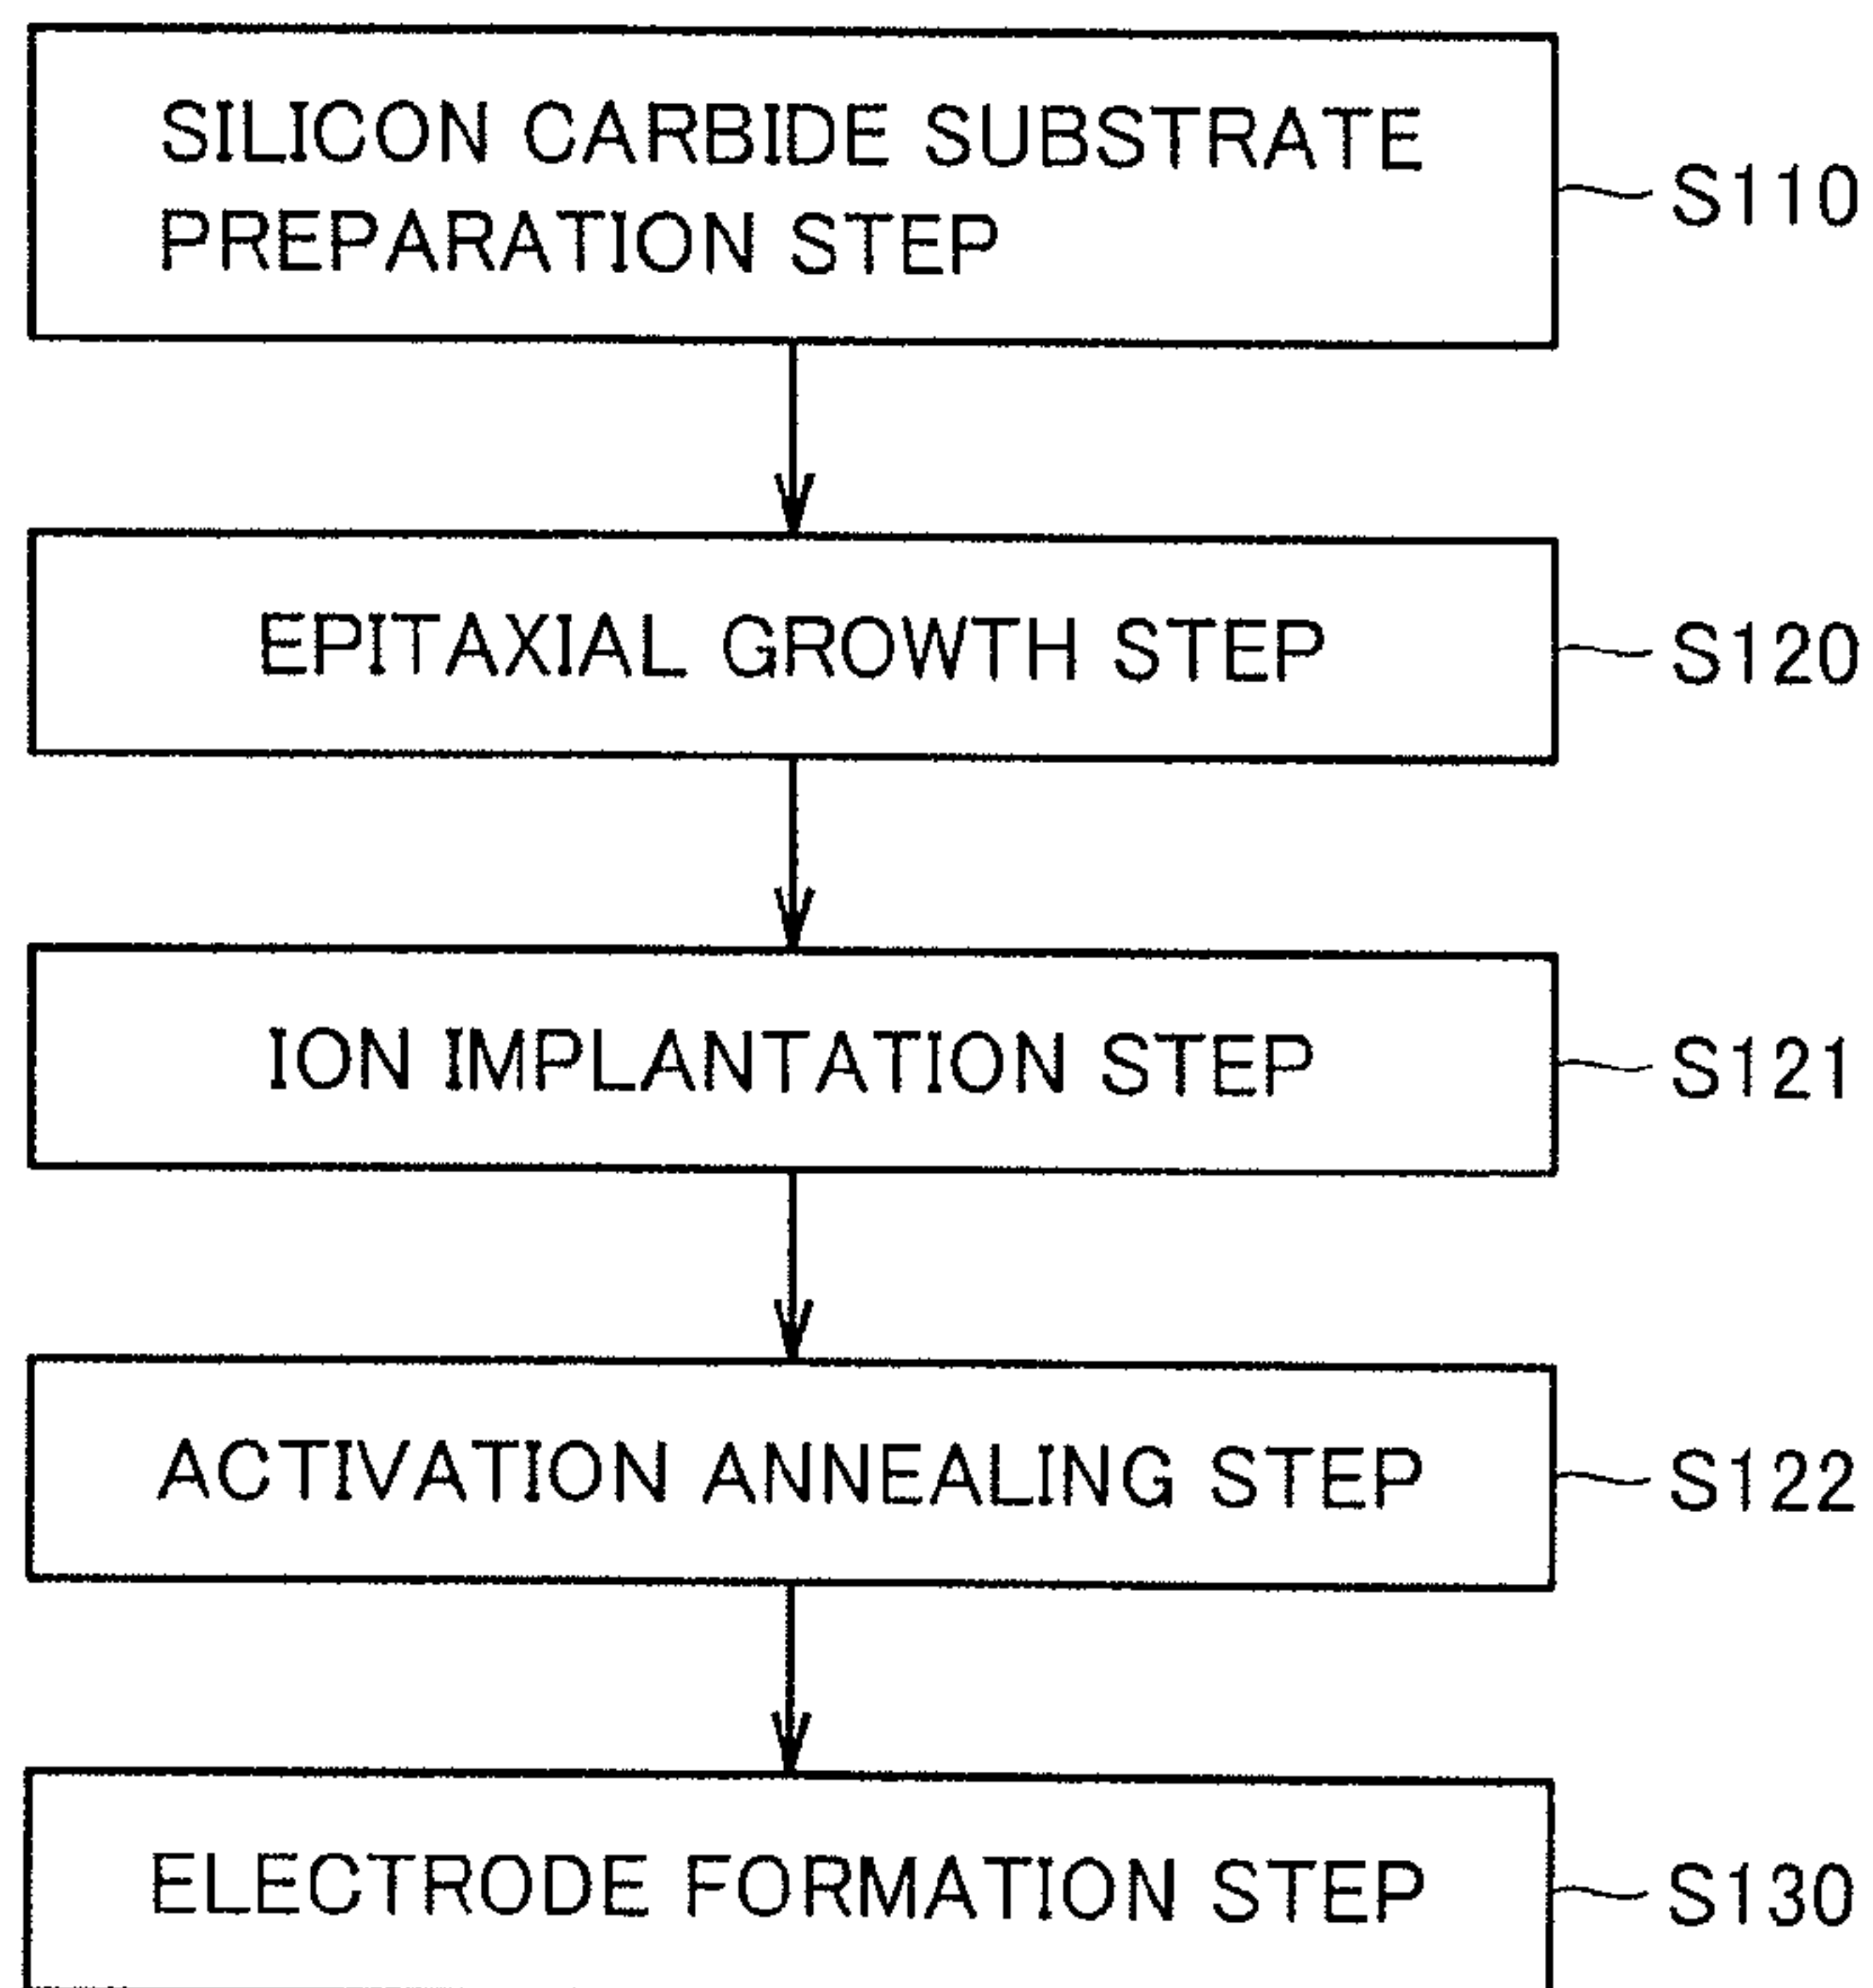 SILICON CARBIDE SUBSTRATE
PREPARATION STEP
S110
EPITAXIAL GROWTH STEP
S120
ION IMPLANTATION STEP
S121
ACTIVATION ANNEALING STEP
S122
ELECTRODE FORMATION STEP
S130